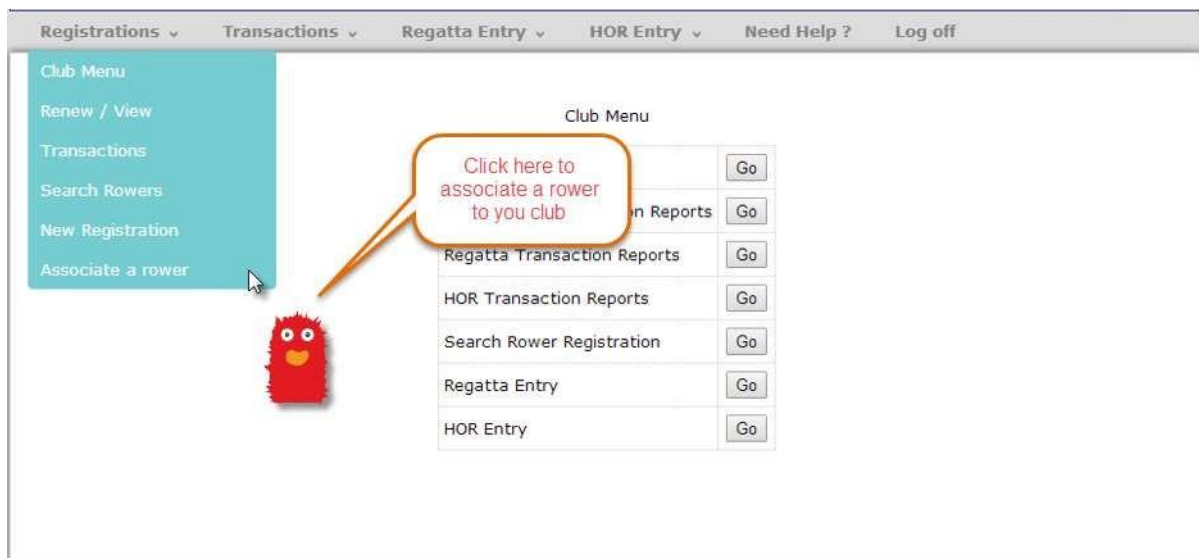 Registrations Transactions Regatta Entry HOR Entry Need Help ? Log off
Club Menu
Renew / View
Transactions
Search Rowers
New Registration
Associate a rower
Club Menu
Click here to
associate a rower
to you club
Go
Reports Go
Regatta Transaction Reports Go
HOR Transaction Reports Go
Search Rower Registration Go
Regatta Entry Go
HOR Entry Go